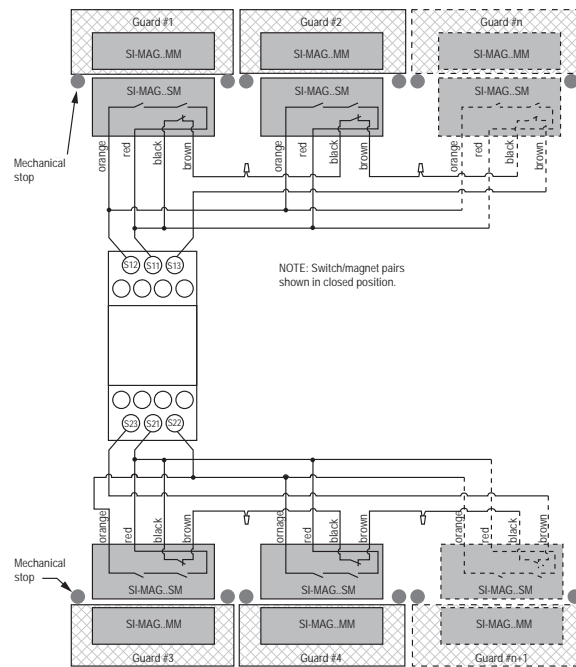 Guard #1
Guard #2
Guard #n
SI-MAG..MM
SI-MAG..MM
SI-MAG..MM
SI-MAG..SM
SI-MAG..SM
SI-MAG..SM
Mechanical
stop
orange
red
black
brown
orange
red
black
brown
orange
red
black
brown
S12
S11
S13
NOTE: Switch/magnet pairs
shown in closed position.
S23
S21
S22
orange
red
black
brown
ornage
red
black
brown
orange
red
black
brown
Mechanical
stop
SI-MAG..SM
SI-MAG..SM
SI-MAG..SM
SI-MAG..MM
SI-MAG..MM
SI-MAG..MM
Guard #3
Guard #4
Guard #n+1